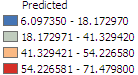 Predicted
6.097350 - 18.172970
18.172971 - 41.329420
41.329421 - 54.226580
54.226581 - 71.479800